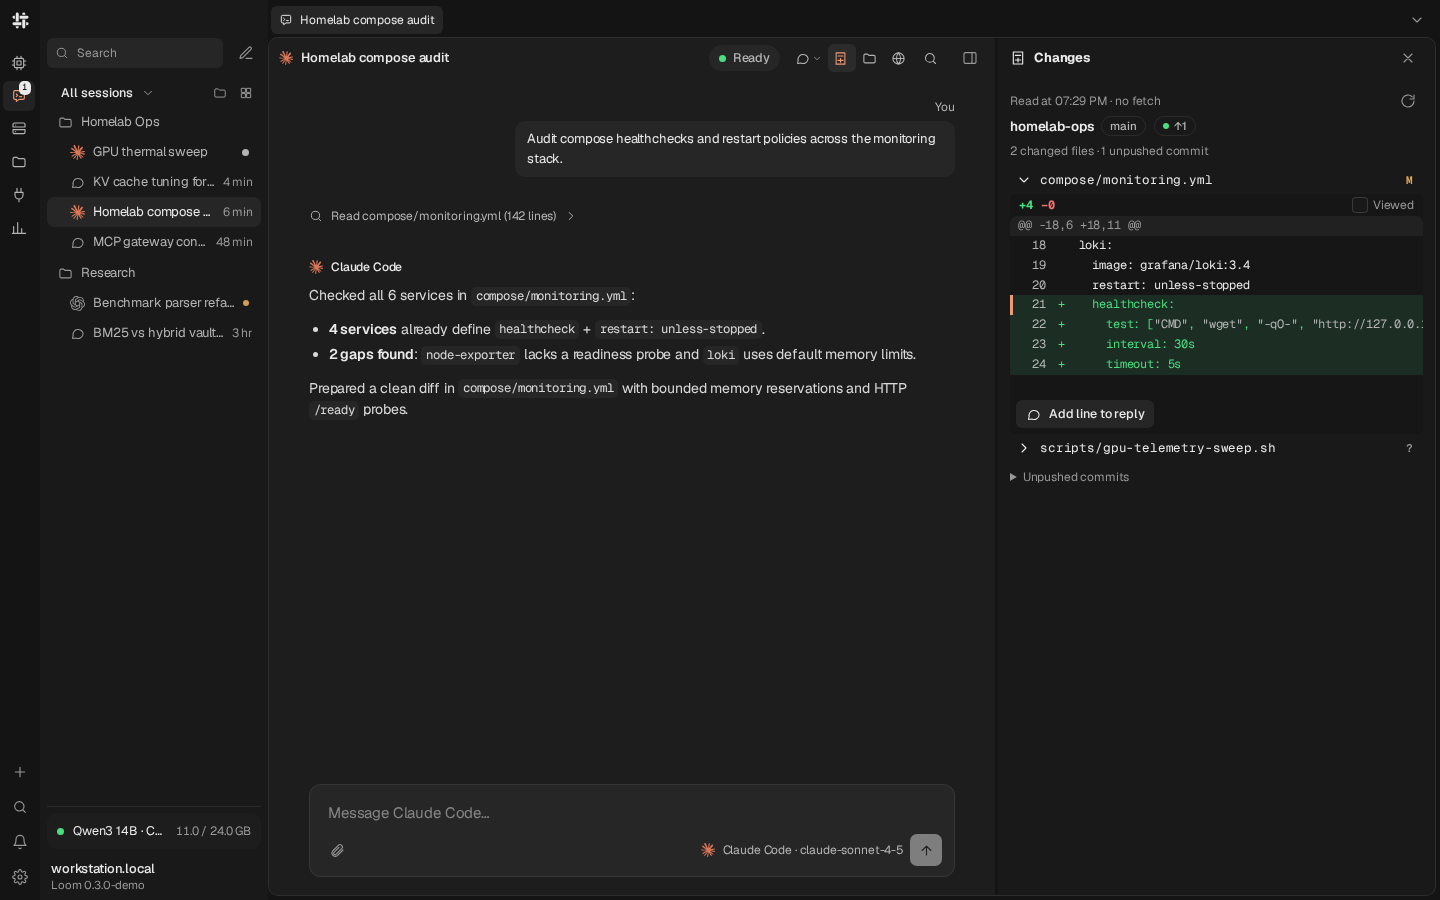 Homelab compose audit
1
Search
All sessions
Homelab Ops
GPU thermal sweep
KV cache tuning for... 4 min
Homelab compose ... 6 min
MCP gateway con... 48 min
Research
Benchmark parser refa...
BM25 vs hybrid vault... 3 hr
Qwen3 14B · C... 11.0 / 24.0 GB
workstation.local
Loom 0.3.0-demo
Homelab compose audit
Ready
You
Audit compose healthchecks and restart policies across the monitoring
stack.
Read compose/monitoring.yml (142 lines)
Claude Code
Checked all 6 services in compose/monitoring.yml :
• 4 services already define healthcheck + restart: unless-stopped .
• 2 gaps found: node-exporter lacks a readiness probe and loki uses default memory limits.
Prepared a clean diff in compose/monitoring.yml with bounded memory reservations and HTTP
/ready probes.
Message Claude Code...
Claude Code · claude-sonnet-4-5
Changes
Read at 07:29 PM · no fetch
homelab-ops main ↑1
2 changed files · 1 unpushed commit
compose/monitoring.yml M
+4 −0 Viewed
@@ -18,6 +18,11 @@
18 loki:
19 image: grafana/loki:3.4
20 restart: unless-stopped
21 + healthcheck:
22 + test: ["CMD", "wget", "-qO-", "http://127.0.0.
23 + interval: 30s
24 + timeout: 5s
Add line to reply
scripts/gpu-telemetry-sweep.sh ?
Unpushed commits